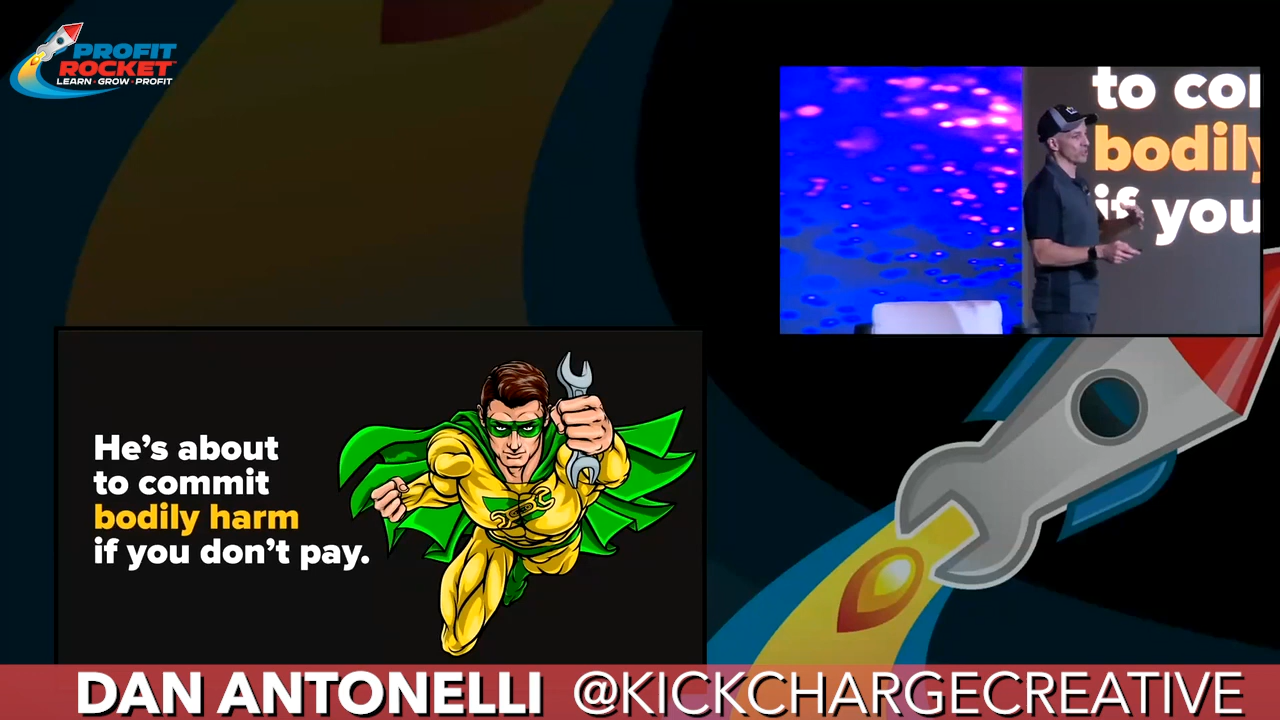 PROFIT
ROCKET
LEARN · GROW · PROFIT
to co
bodily
if you
He's about
to commit
bodily harm
if you don't pay.
DAN ANTONELLI @KICKCHARGECREATIVE